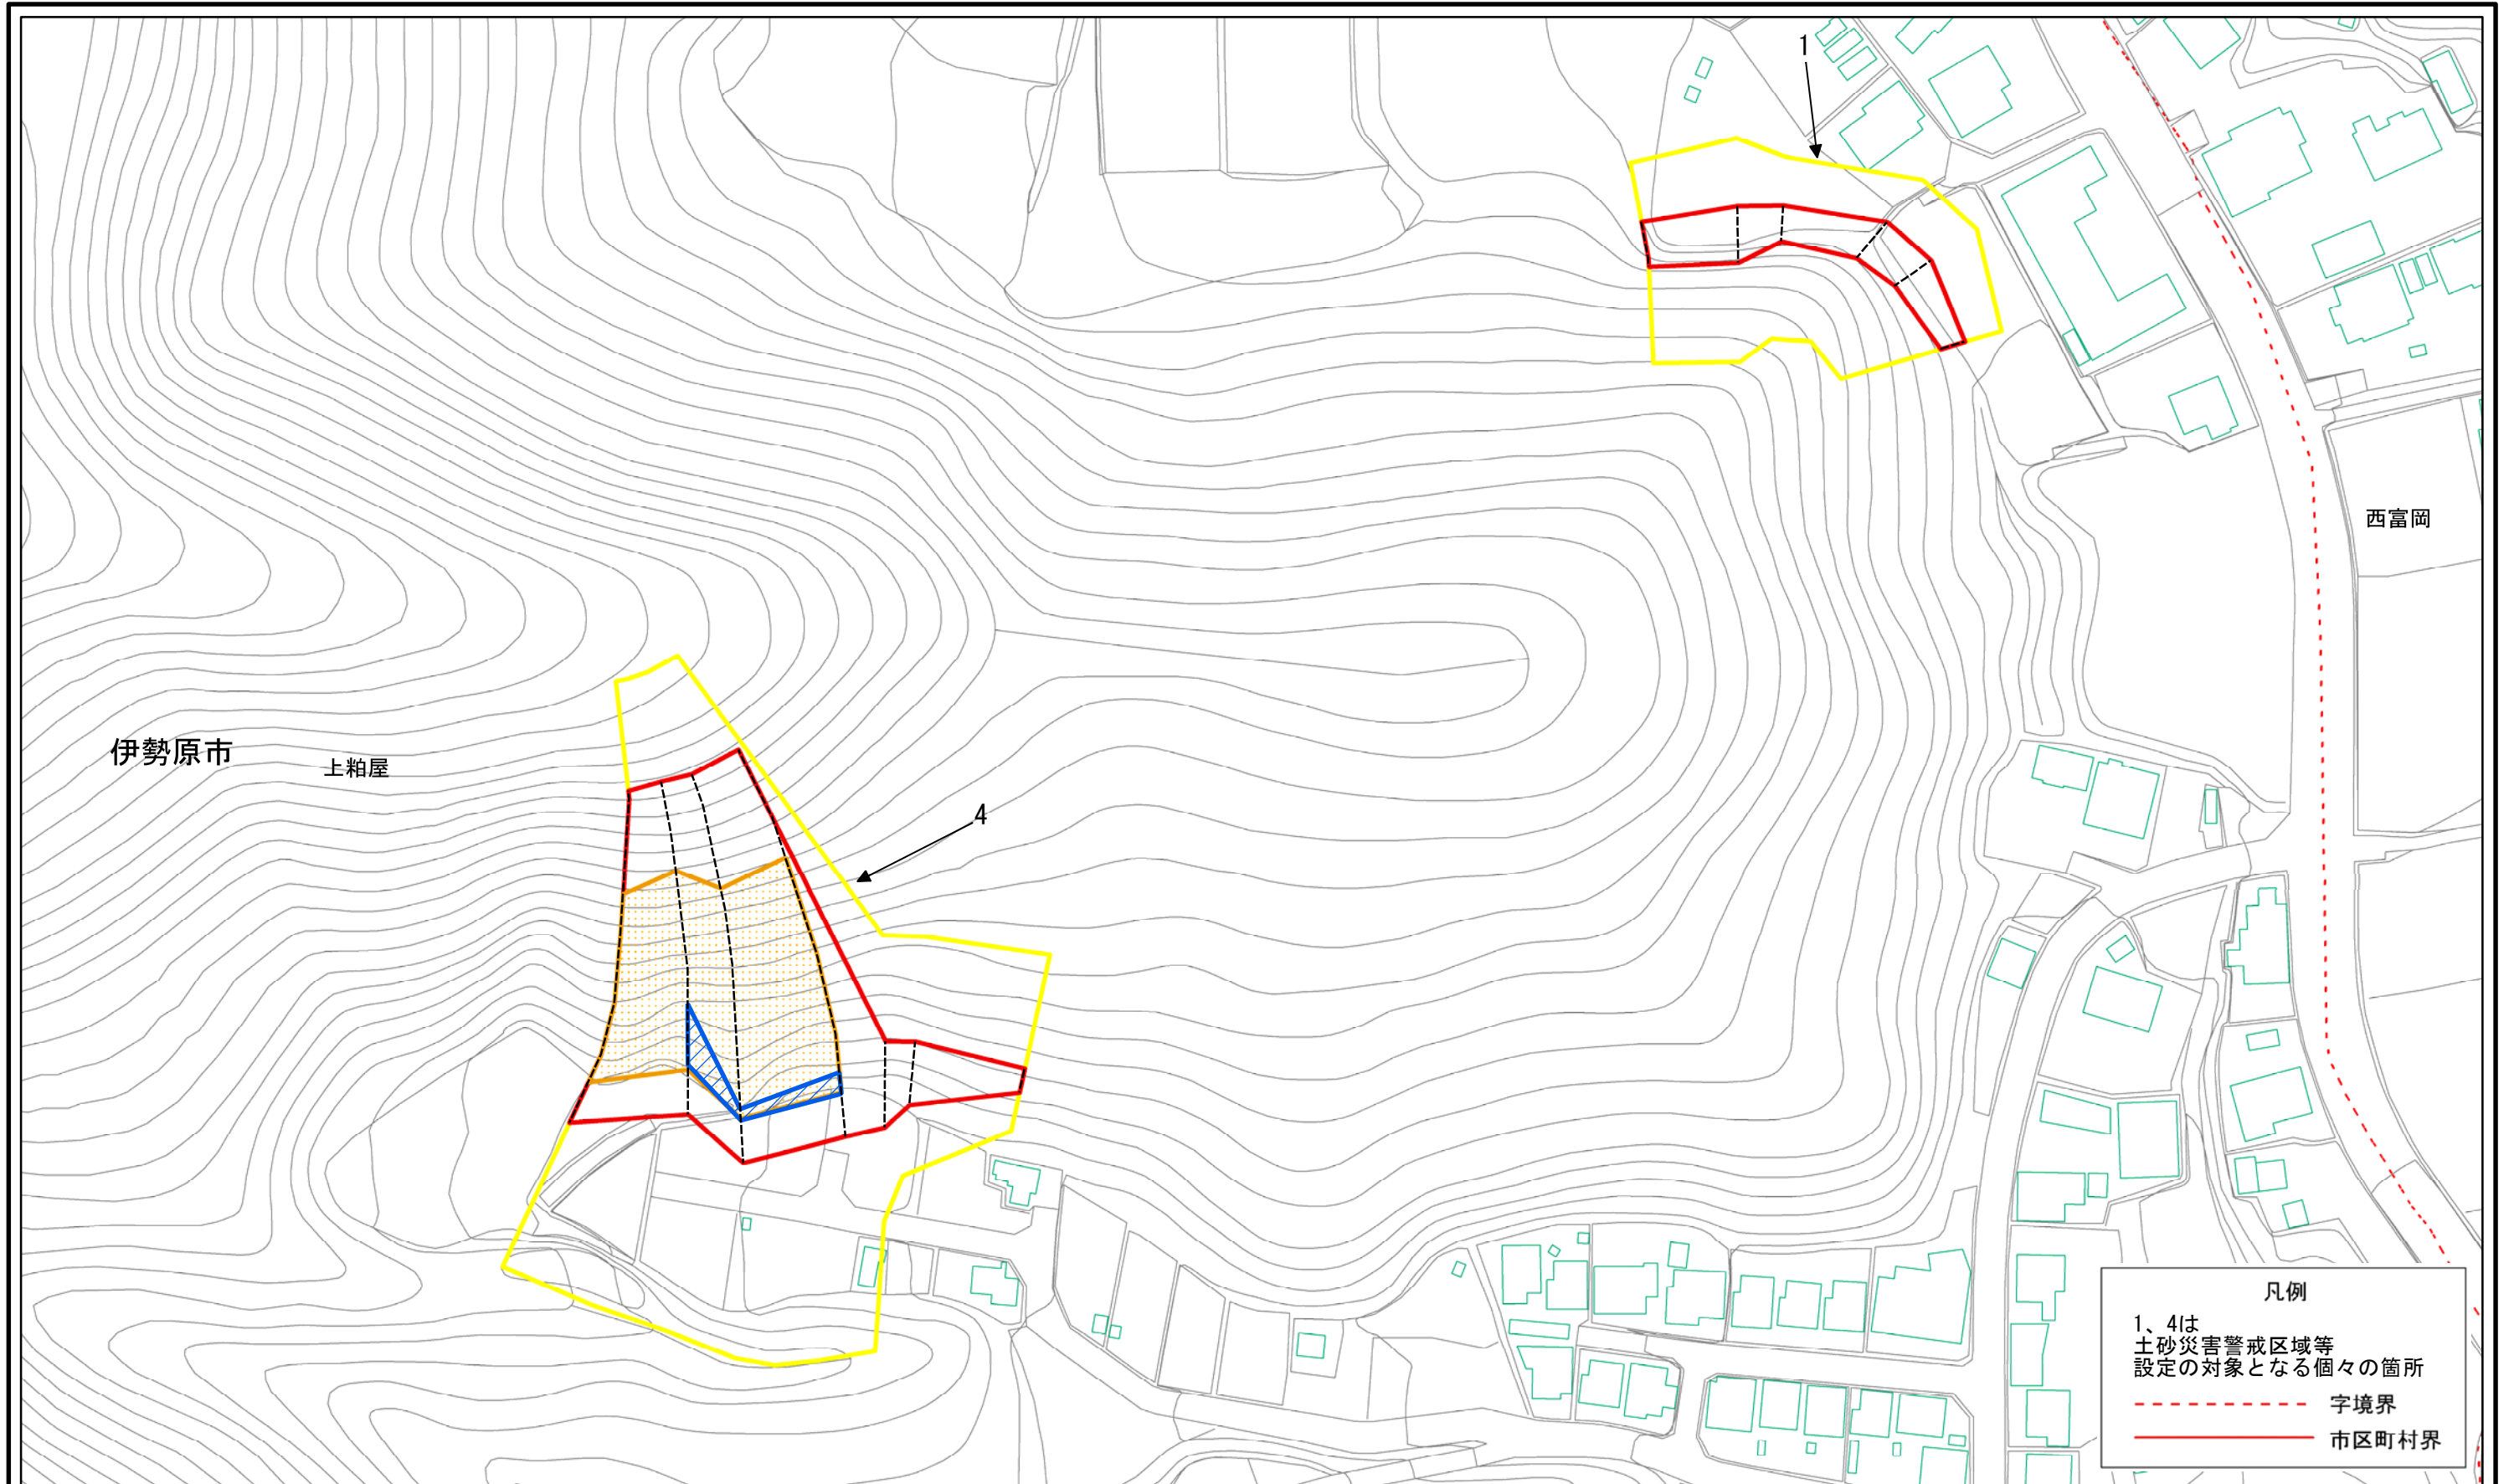 1
西富岡
伊勢原市
上粕屋
4
凡例
1、4は
土砂災害警戒区域等
設定の対象となる個々の箇所
字境界
市区町村界